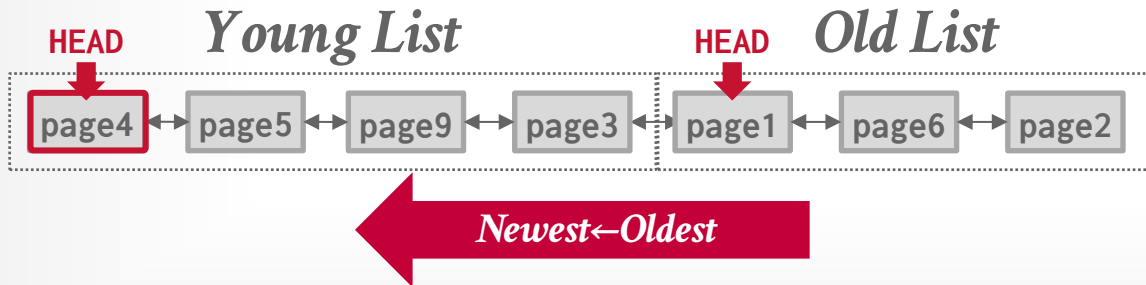 Young List
Old List
HEAD
HEAD
page4
page5
page9
page3
page1
page6
page2
Newest←Oldest